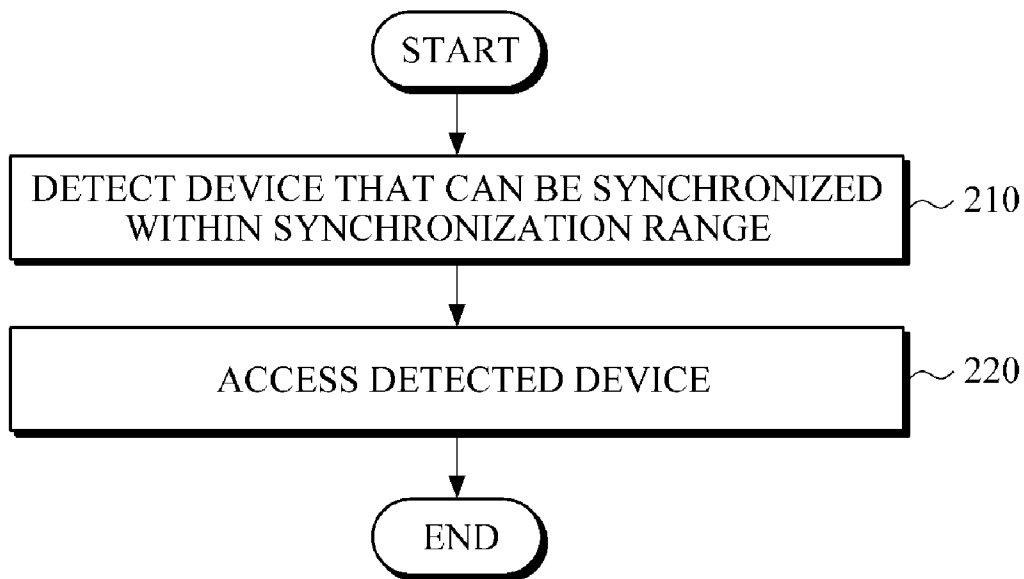 START
DETECT DEVICE THAT CAN BE SYNCHRONIZED
WITHIN SYNCHRONIZATION RANGE
210
ACCESS DETECTED DEVICE
220
END